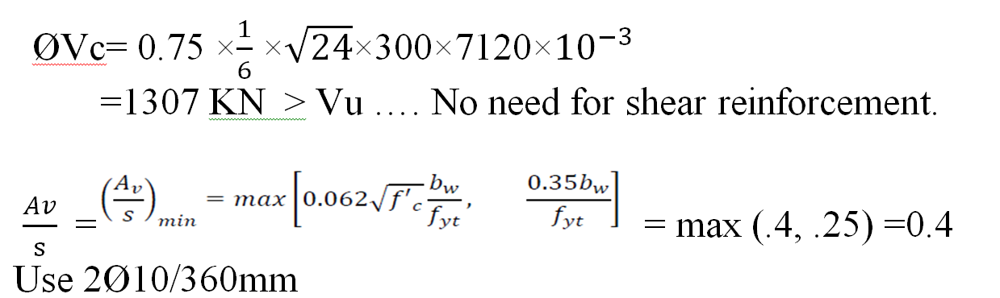 ØVc= 0.75 ×1/6 ×√24×300×7120×10⁻³
=1307 KN > Vu .... No need for shear reinforcement.
Av/s =(Av/s)min = max [0.062√f'c bw/fyt, 0.35bw/fyt] = max (.4, .25) =0.4
Use 2Ø10/360mm